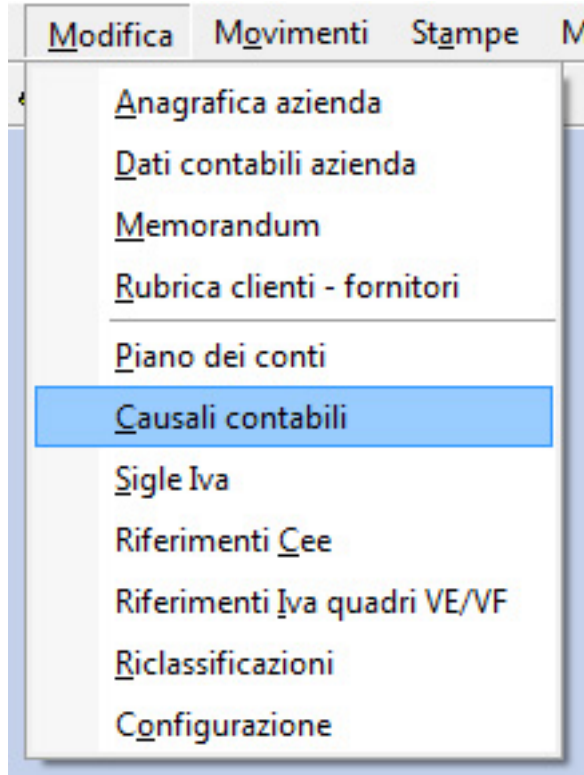 Modifica Movimenti Stampe M
Anagrafica azienda
Dati contabili azienda
Memorandum
Rubrica clienti - fornitori
Piano dei conti
Causali contabili
Sigle Iva
Riferimenti Cee
Riferimenti Iva quadri VE/VF
Riclassificazioni
Configurazione